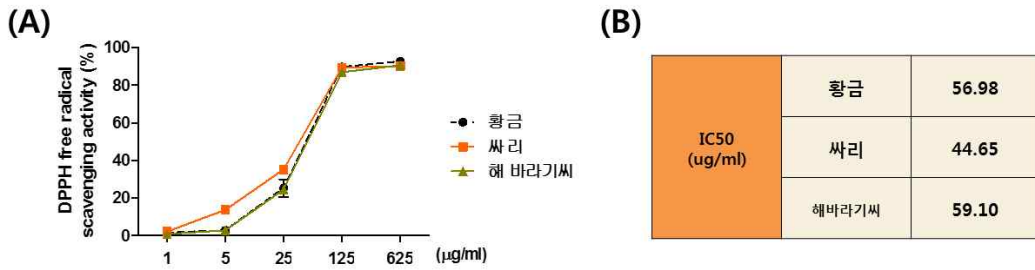 (A)
DPPH free radical
scavenging activity (%)
100
80
60
40
20
0
1 5 25 125 625 (μg/ml)
황금
싸리
해 바라기씨
(B)
IC50
(ug/ml)
황금 56.98
싸리 44.65
해바라기씨 59.10